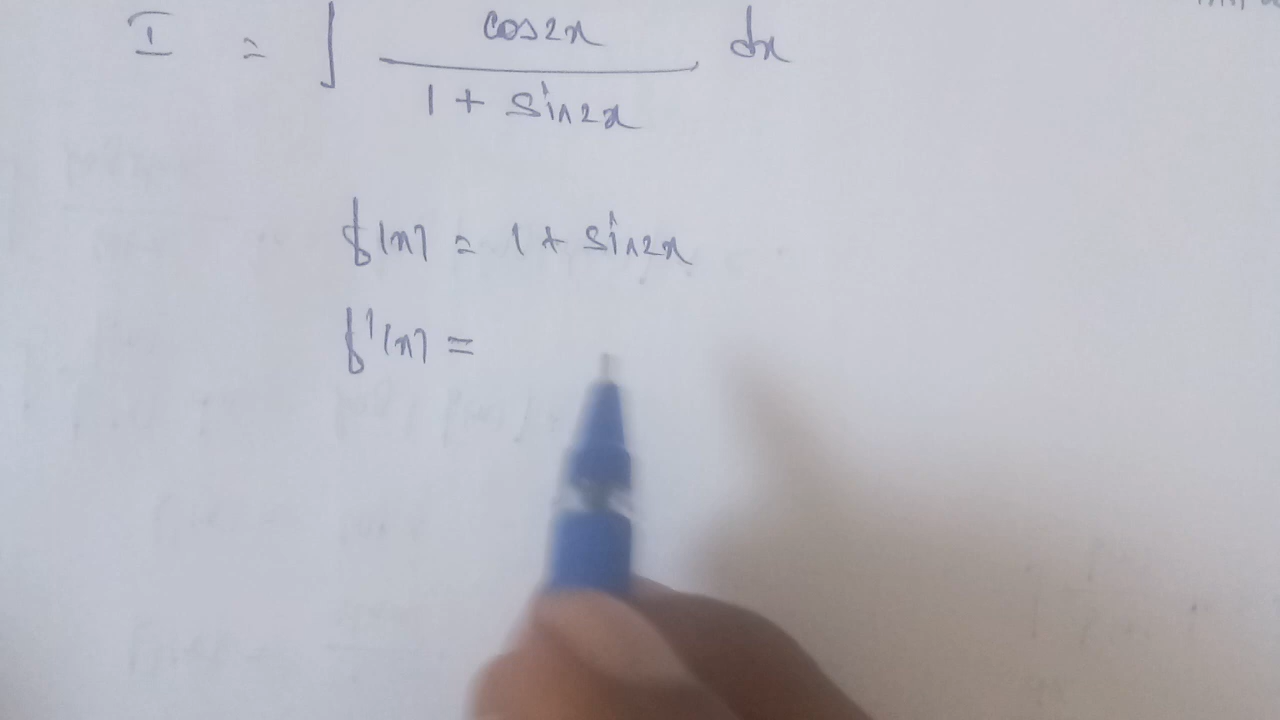 I = ∫ cos2x / 1 + sin2x dx
f(x) = 1 + sin2x
f'(x) =